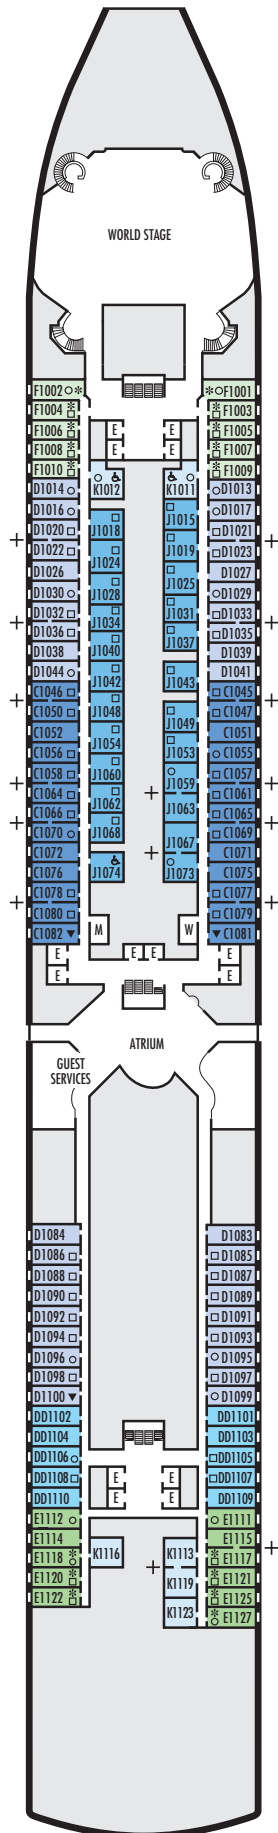 WORLD STAGE
F1002 F1001
F1004 F1003
E
E
F1006 F1005
F1008 E E F1007
F1010 F1009
D1014 K1012 K1011 D1013
D1016 J1015 D1017
D1020 J1018 D1021
D1022 J1019 D1023
J1024
D1026 J1025 D1027
D1030 J1028 D1029
D1032 J1031 D1033
J1034
D1036 J1037 D1035
D1038 J1040 D1039
D1044 J1042 J1043 D1041
C1046 C1045
C1050 J1048 J1049 C1047
C1052 C1051
C1056 J1054 J1053 C1055
C1058 J1060 J1059 C1057
C1064 J1062 J1063 C1061
C1066 C1065
C1070 J1068 J1067 C1069
C1072 C1071
C1076 J1074 J1073 C1075
C1078 C1077
C1080 C1079
C1082 M W C1081
E E E E
E E
ATRIUM
GUEST
SERVICES
D1084 D1083
D1086 D1085
D1088 D1087
D1090 D1089
D1092 D1091
D1094 D1093
D1096 D1095
D1098 D1097
D1100 D1099
DD1102 DD1101
DD1104 DD1103
DD1106 DD1105
DD1108 E E DD1107
DD1110 E E DD1109
E1112 E1111
E1114 E1115
E1118 K1116 K1113 E1117
E1120 K1119 E1121
E1122 E1125
K1123 E1127